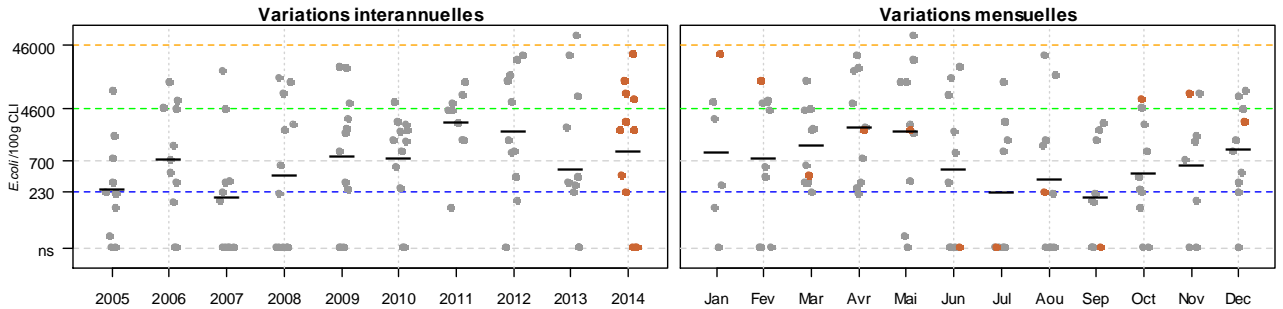 Variations interannuelles
Variations mensuelles
E.coli/100g CLI
46000
4600
700
230
ns
2005 2006 2007 2008 2009 2010 2011 2012 2013 2014
Jan Fev Mar Avr Mai Jun Jul Aou Sep Oct Nov Dec